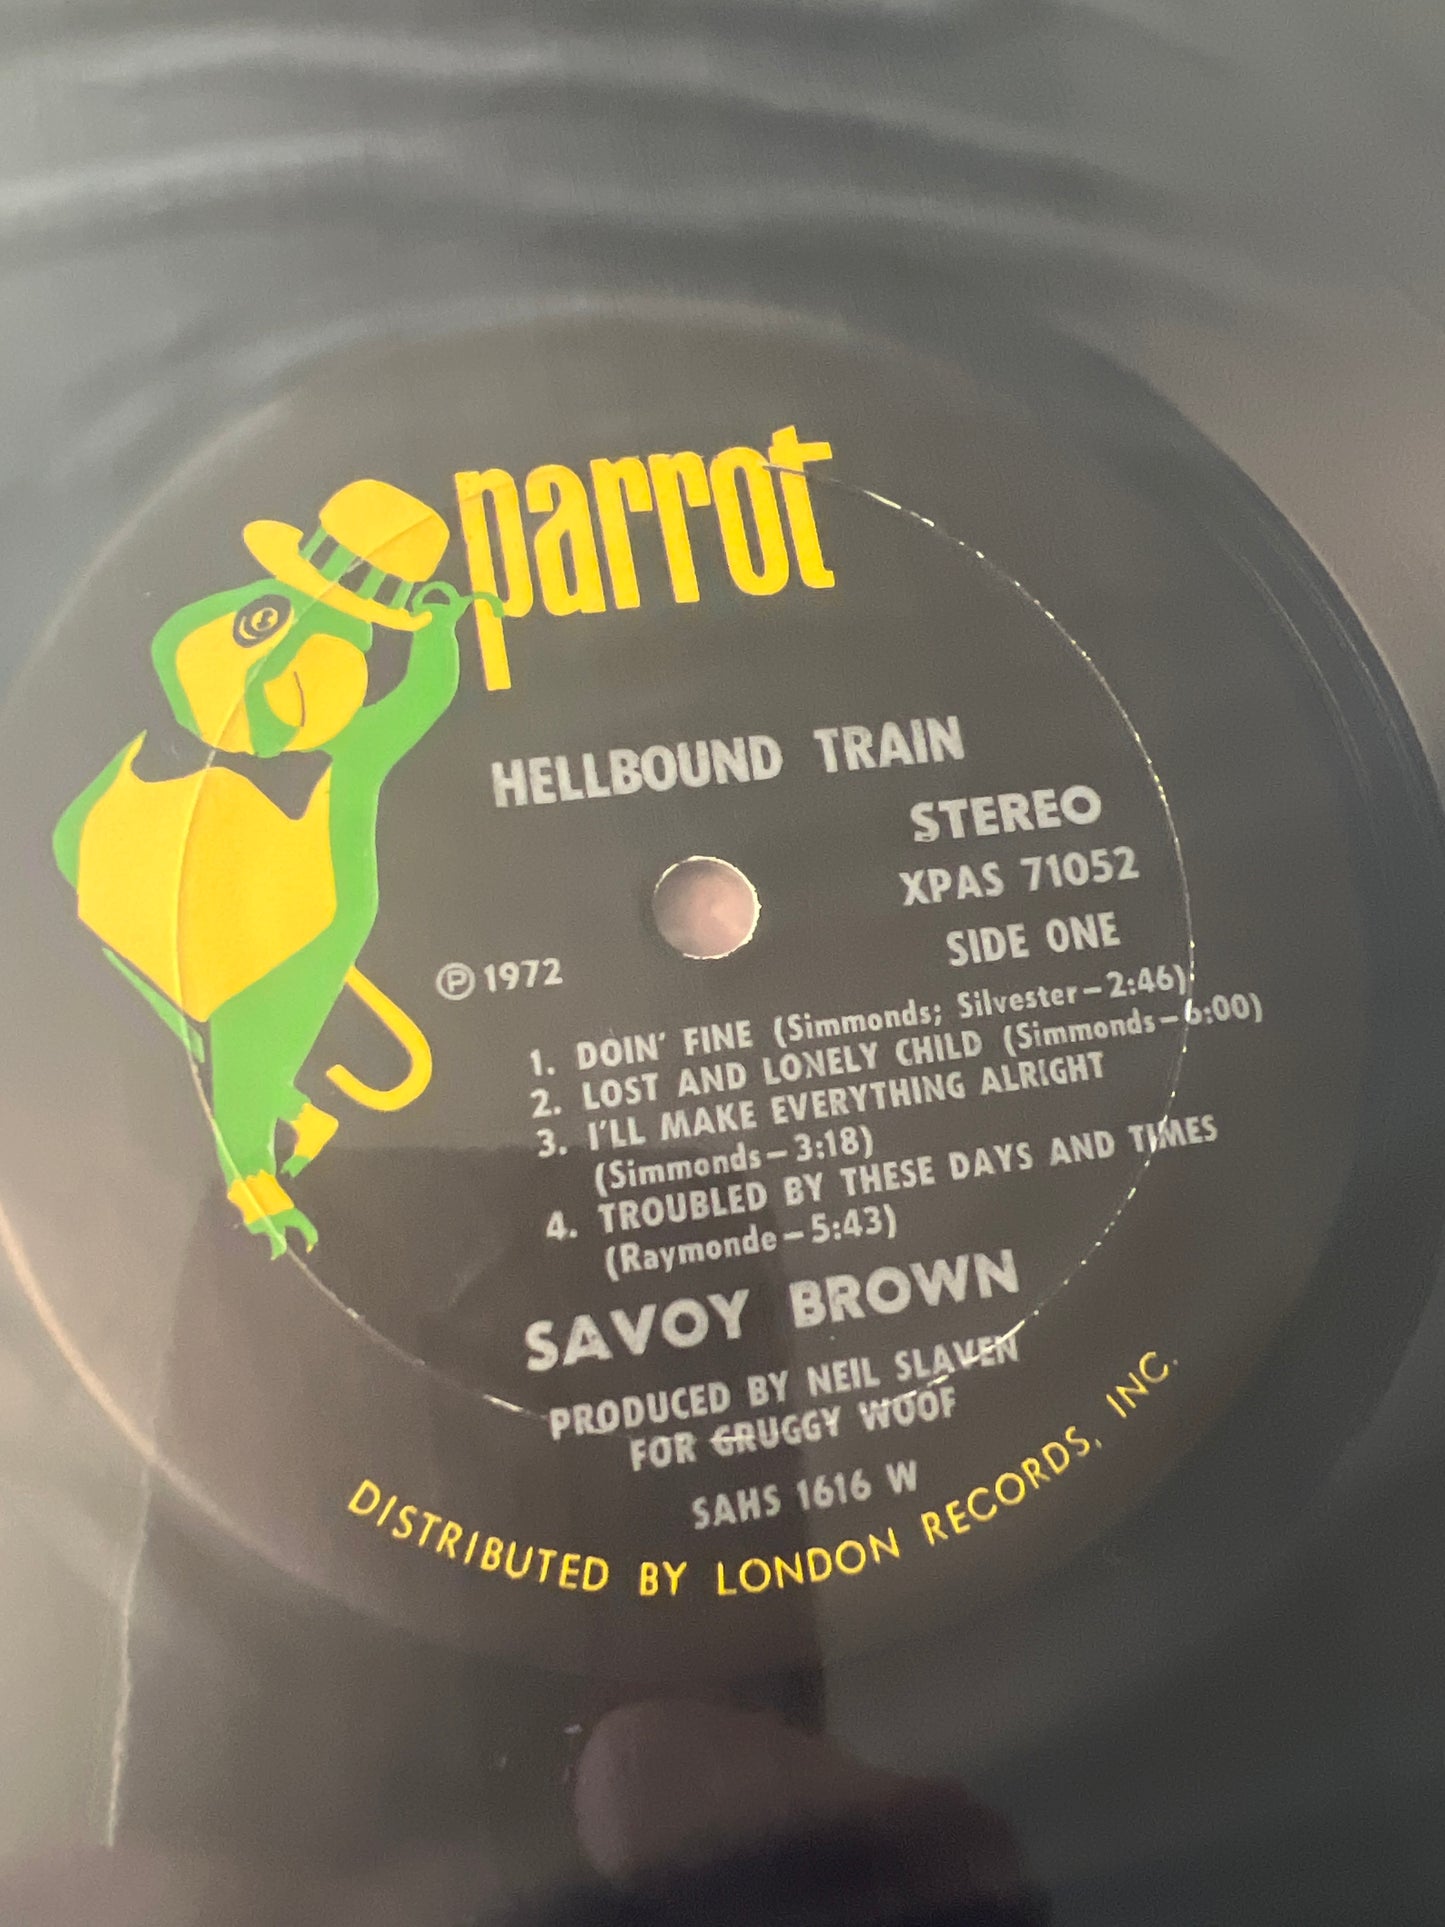 parrot
HELLBOUND TRAIN
STEREO
XPAS 71052
SIDE ONE
℗ 1972
1. DOIN' FINE (Simmonds; Silvester-2:46)
2. LOST AND LONELY CHILD (Simmonds-6:00)
3. I'LL MAKE EVERYTHING ALRIGHT
(Simmonds-3:18)
4. TROUBLED BY THESE DAYS AND TIMES
(Raymonde-5:43)
SAVOY BROWN
PRODUCED BY NEIL SLAVEN
FOR GRUGGY WOOF
SAHS 1616 W
DISTRIBUTED BY LONDON RECORDS, INC.